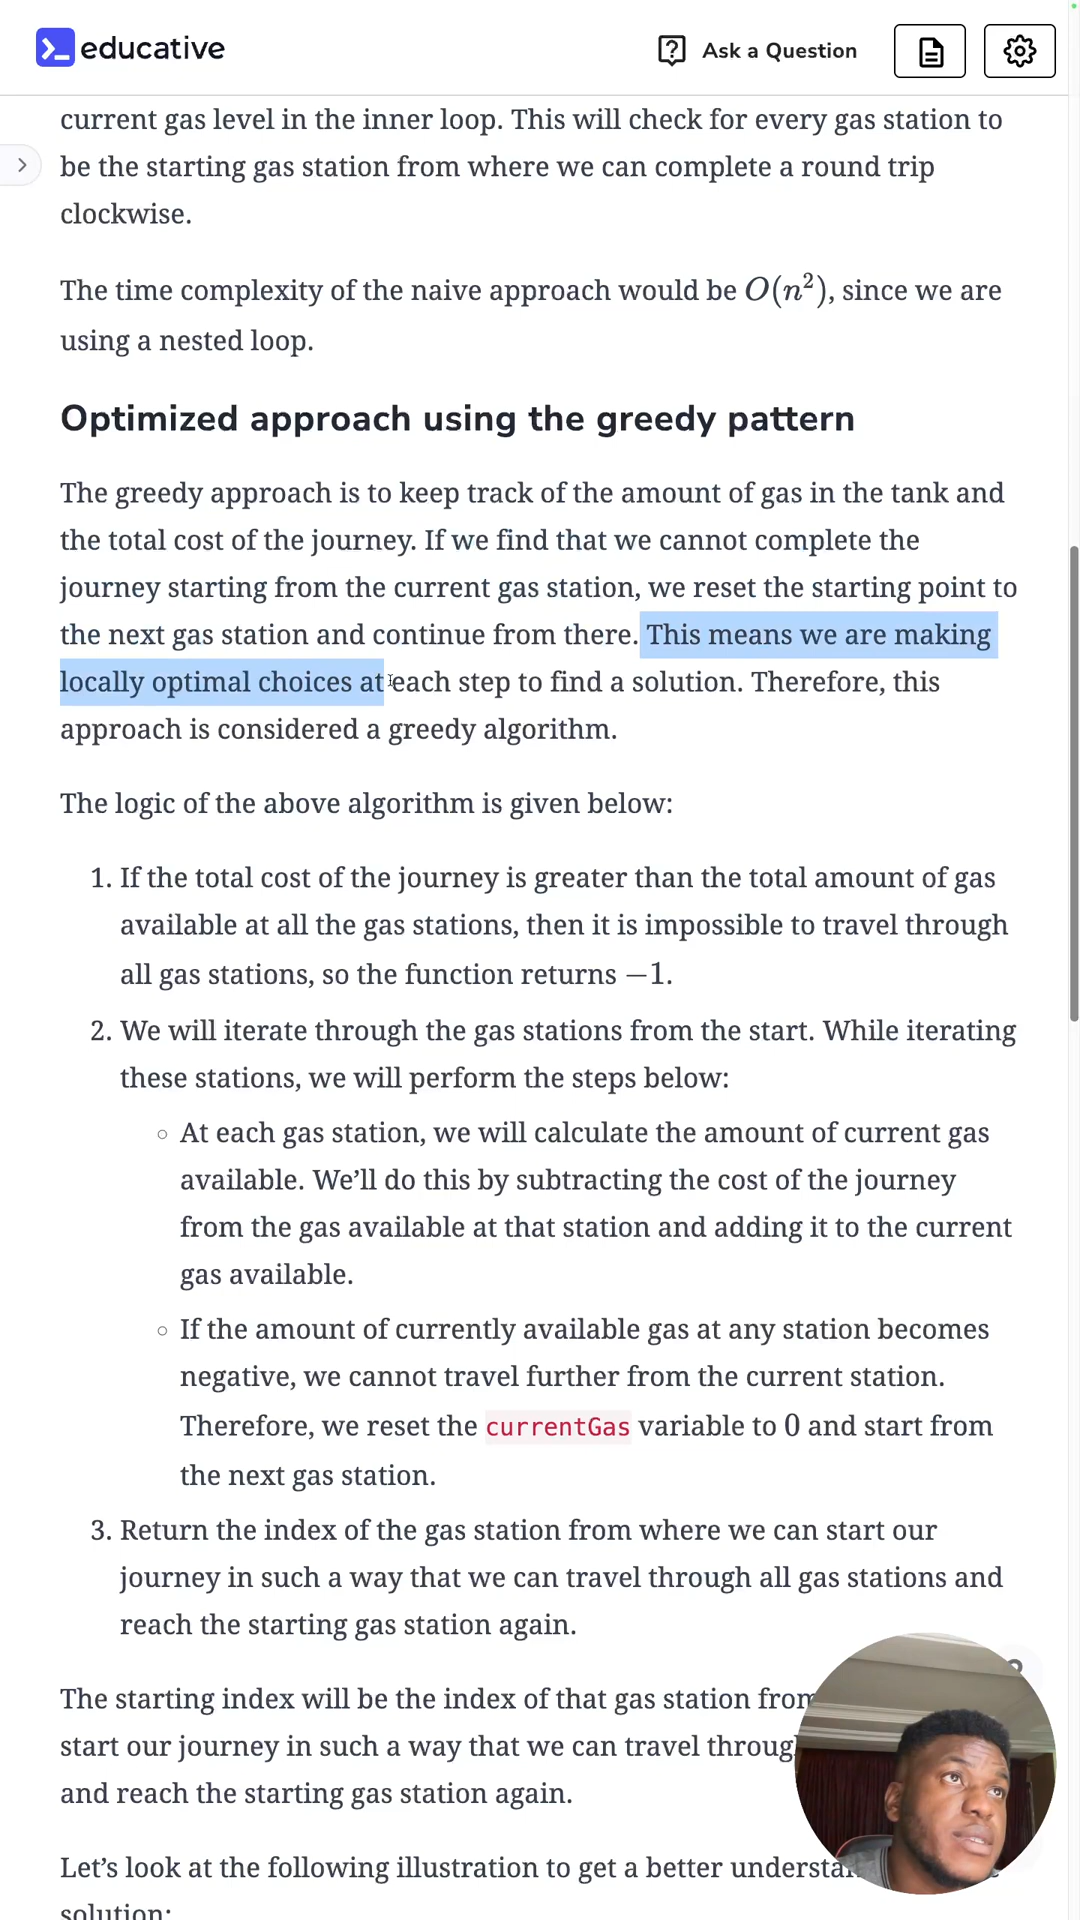 educative
Ask a Question
current gas level in the inner loop. This will check for every gas station to
be the starting gas station from where we can complete a round trip
clockwise.
The time complexity of the naive approach would be O(n²), since we are
using a nested loop.
Optimized approach using the greedy pattern
The greedy approach is to keep track of the amount of gas in the tank and
the total cost of the journey. If we find that we cannot complete the
journey starting from the current gas station, we reset the starting point to
the next gas station and continue from there. This means we are making
locally optimal choices at each step to find a solution. Therefore, this
approach is considered a greedy algorithm.
The logic of the above algorithm is given below:
1. If the total cost of the journey is greater than the total amount of gas
available at all the gas stations, then it is impossible to travel through
all gas stations, so the function returns −1.
2. We will iterate through the gas stations from the start. While iterating
these stations, we will perform the steps below:
◦ At each gas station, we will calculate the amount of current gas
available. We’ll do this by subtracting the cost of the journey
from the gas available at that station and adding it to the current
gas available.
◦ If the amount of currently available gas at any station becomes
negative, we cannot travel further from the current station.
Therefore, we reset the currentGas variable to 0 and start from
the next gas station.
3. Return the index of the gas station from where we can start our
journey in such a way that we can travel through all gas stations and
reach the starting gas station again.
The starting index will be the index of that gas station from
start our journey in such a way that we can travel
and reach the starting gas station again.
Let’s look at the following illustration to get a better
solution: